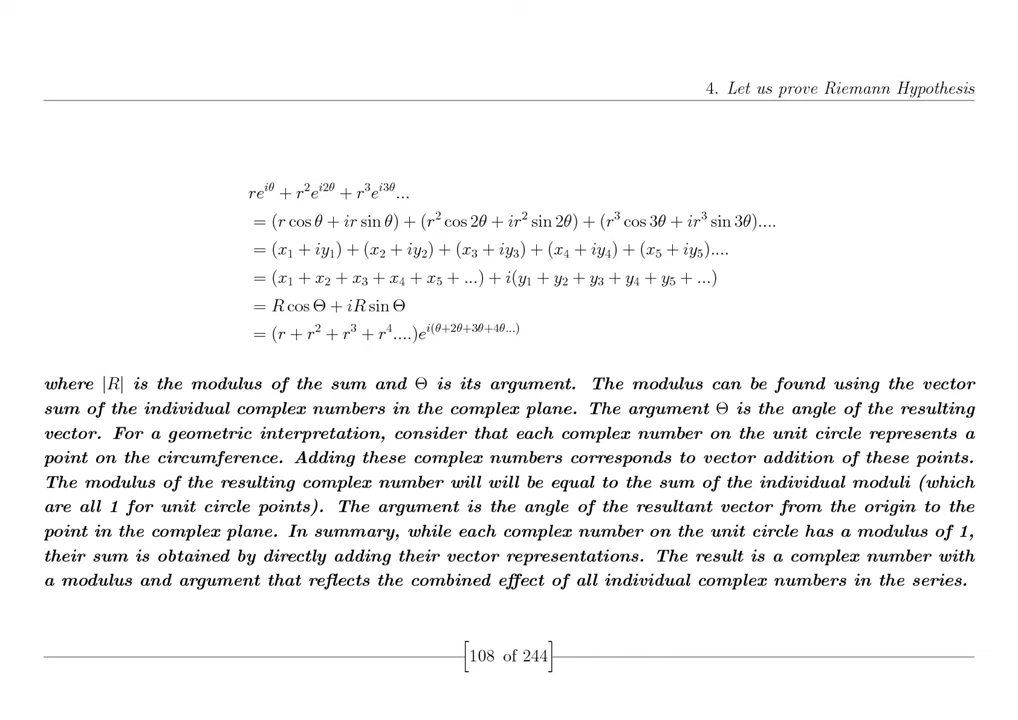 4. Let us prove Riemann Hypothesis
re^{iθ} + r^2e^{i2θ} + r^3e^{i3θ}...
= (r cos θ + ir sin θ) + (r^2 cos 2θ + ir^2 sin 2θ) + (r^3 cos 3θ + ir^3 sin 3θ)....
= (x_1 + iy_1) + (x_2 + iy_2) + (x_3 + iy_3) + (x_4 + iy_4) + (x_5 + iy_5)....
= (x_1 + x_2 + x_3 + x_4 + x_5 + ...) + i(y_1 + y_2 + y_3 + y_4 + y_5 + ...)
= R cos Θ + iR sin Θ
= (r + r^2 + r^3 + r^4....)e^{i(θ+2θ+3θ+4θ...)}
where |R| is the modulus of the sum and Θ is its argument. The modulus can be found using the vector
sum of the individual complex numbers in the complex plane. The argument Θ is the angle of the resulting
vector. For a geometric interpretation, consider that each complex number on the unit circle represents a
point on the circumference. Adding these complex numbers corresponds to vector addition of these points.
The modulus of the resulting complex number will will be equal to the sum of the individual moduli (which
are all 1 for unit circle points). The argument is the angle of the resultant vector from the origin to the
point in the complex plane. In summary, while each complex number on the unit circle has a modulus of 1,
their sum is obtained by directly adding their vector representations. The result is a complex number with
a modulus and argument that reflects the combined effect of all individual complex numbers in the series.
[108 of 244]